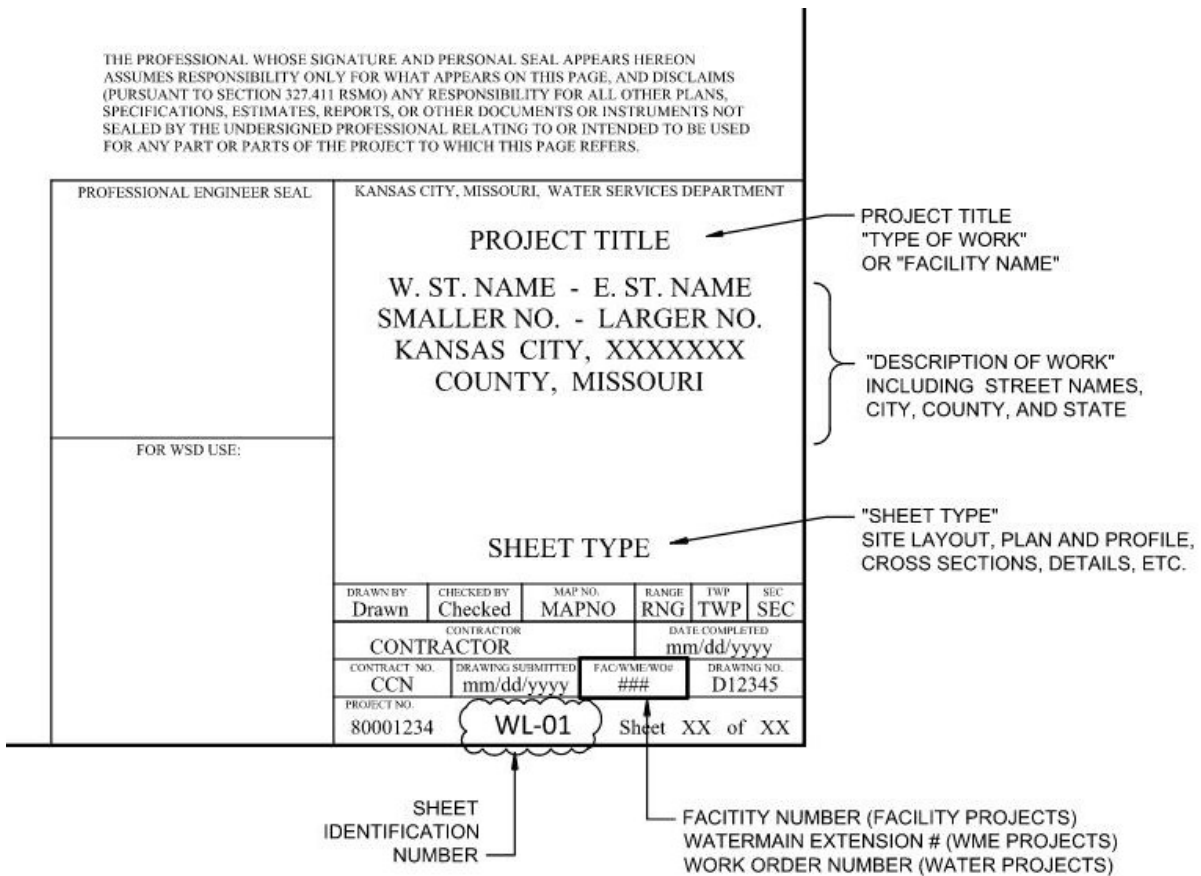 THE PROFESSIONAL WHOSE SIGNATURE AND PERSONAL SEAL APPEARS HEREON
ASSUMES RESPONSIBILITY ONLY FOR WHAT APPEARS ON THIS PAGE, AND DISCLAIMS
(PURSUANT TO SECTION 327.411 RSMO) ANY RESPONSIBILITY FOR ALL OTHER PLANS,
SPECIFICATIONS, ESTIMATES, REPORTS, OR OTHER DOCUMENTS OR INSTRUMENTS NOT
SEALED BY THE UNDERSIGNED PROFESSIONAL RELATING TO OR INTENDED TO BE USED
FOR ANY PART OR PARTS OF THE PROJECT TO WHICH THIS PAGE REFERS.
PROFESSIONAL ENGINEER SEAL
FOR WSD USE:
KANSAS CITY, MISSOURI, WATER SERVICES DEPARTMENT
PROJECT TITLE
W. ST. NAME - E. ST. NAME
SMALLER NO. - LARGER NO.
KANSAS CITY, XXXXXXX
COUNTY, MISSOURI
SHEET TYPE
DRAWN BY CHECKED BY MAP NO. RANGE TWP SEC
Drawn Checked MAPNO RNG TWP SEC
CONTRACTOR DATE COMPLETED
CONTRACTOR mm/dd/yyyy
CONTRACT NO. DRAWING SUBMITTED FAC/WME/WO# DRAWING NO.
CCN mm/dd/yyyy ### D12345
PROJECT NO.
80001234 WL-01 Sheet XX of XX
PROJECT TITLE
"TYPE OF WORK"
OR "FACILITY NAME"
"DESCRIPTION OF WORK"
INCLUDING STREET NAMES,
CITY, COUNTY, AND STATE
"SHEET TYPE"
SITE LAYOUT, PLAN AND PROFILE,
CROSS SECTIONS, DETAILS, ETC.
SHEET
IDENTIFICATION
NUMBER
FACITITY NUMBER (FACILITY PROJECTS)
WATERMAIN EXTENSION # (WME PROJECTS)
WORK ORDER NUMBER (WATER PROJECTS)